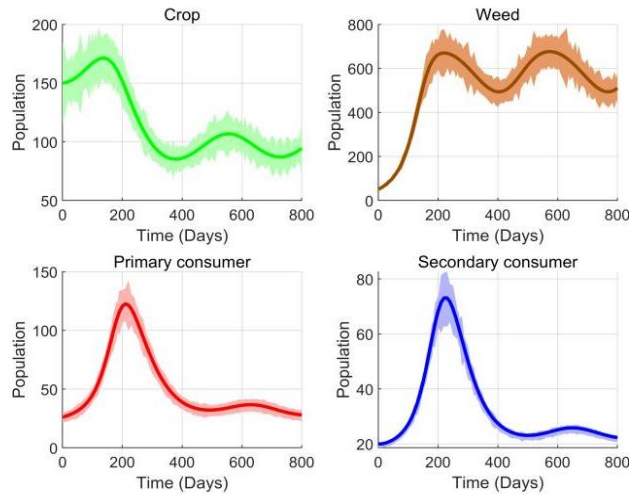 Crop
200
150
100
50
Population
0 200 400 600 800
Time (Days)
Weed
800
600
400
200
0
Population
0 200 400 600 800
Time (Days)
Primary consumer
150
100
50
0
Population
0 200 400 600 800
Time (Days)
Secondary consumer
80
60
40
20
Population
0 200 400 600 800
Time (Days)